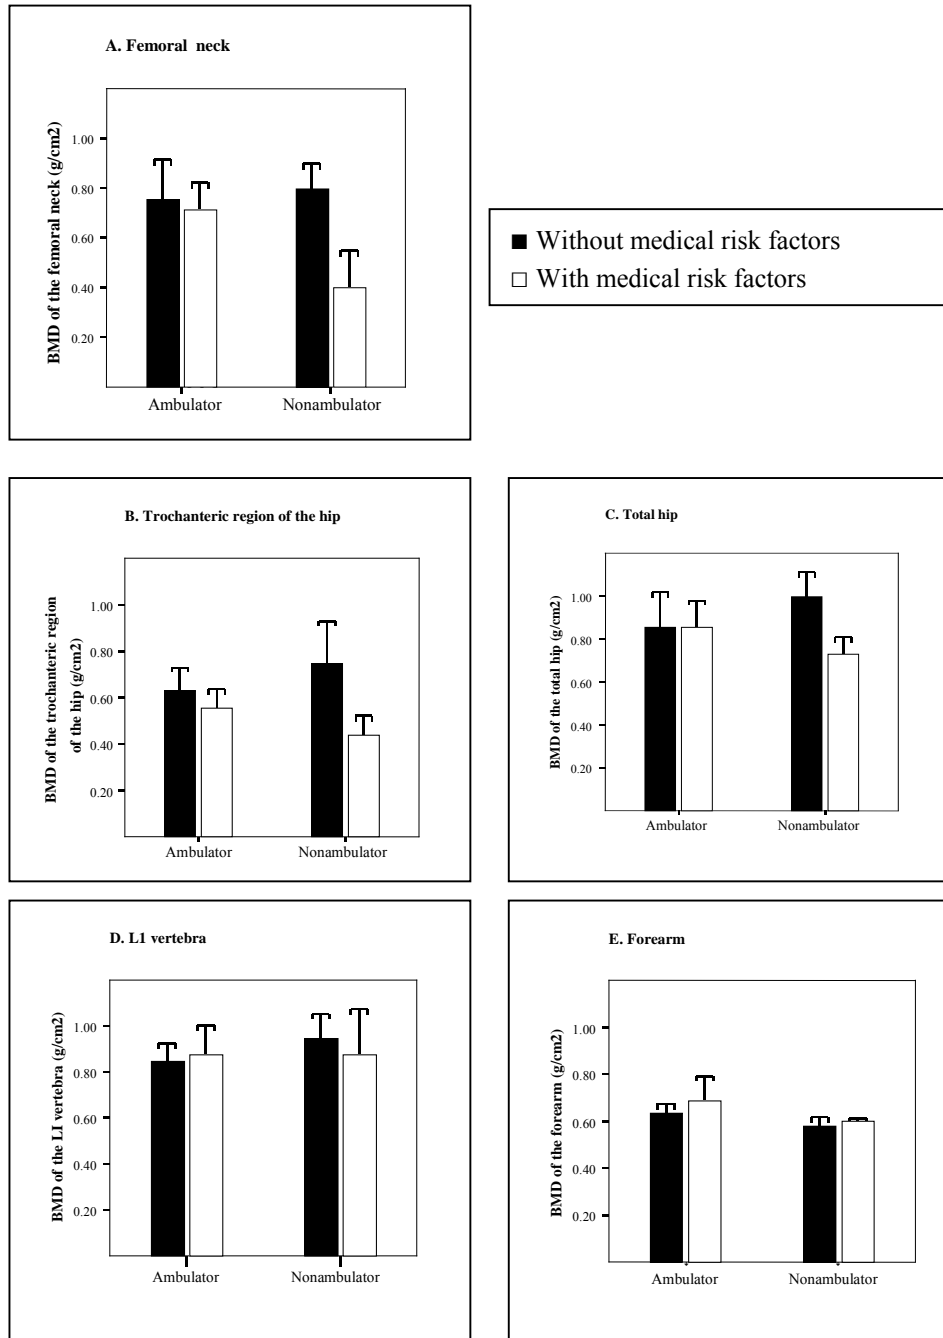 A. Femoral neck
BMD of the femoral neck (g/cm2)
1.00
0.80
0.60
0.40
0.20
Ambulator Nonambulator
■ Without medical risk factors
□ With medical risk factors
B. Trochanteric region of the hip
BMD of the trochanteric region
of the hip (g/cm2)
1.00
0.80
0.60
0.40
0.20
Ambulator Nonambulator
C. Total hip
BMD of the total hip (g/cm2)
1.00
0.80
0.60
0.40
0.20
Ambulator Nonambulator
D. L1 vertebra
BMD of the LI vertebra (g/cm2)
1.00
0.80
0.60
0.40
0.20
Ambulator Nonambulator
E. Forearm
BMD of the forearm (g/cm2)
1.00
0.80
0.60
0.40
0.20
Ambulator Nonambulator